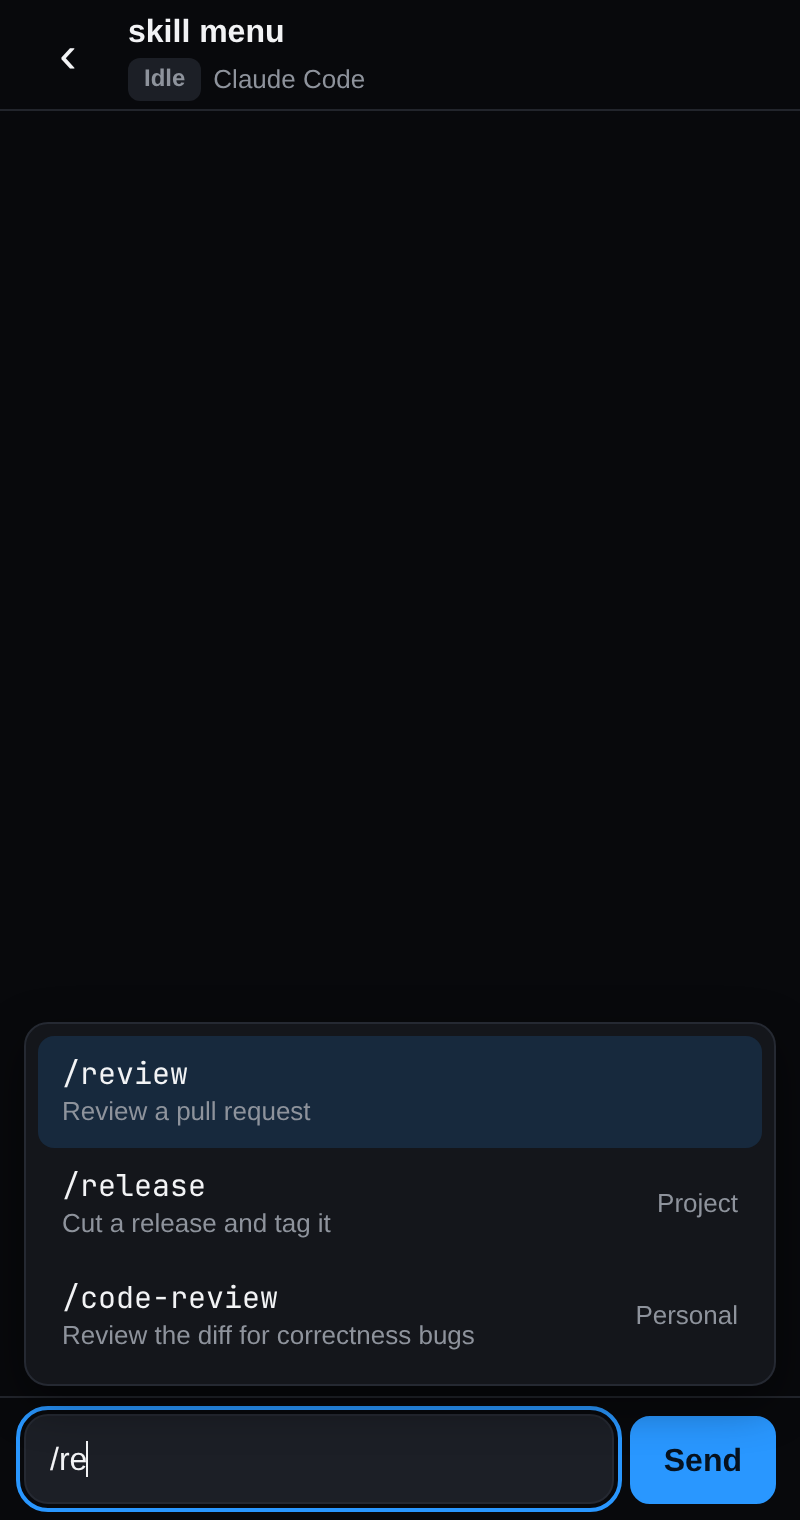 skill menu
Idle Claude Code
/review
Review a pull request
/release
Cut a release and tag it
Project
/code-review
Review the diff for correctness bugs
Personal
/re
Send